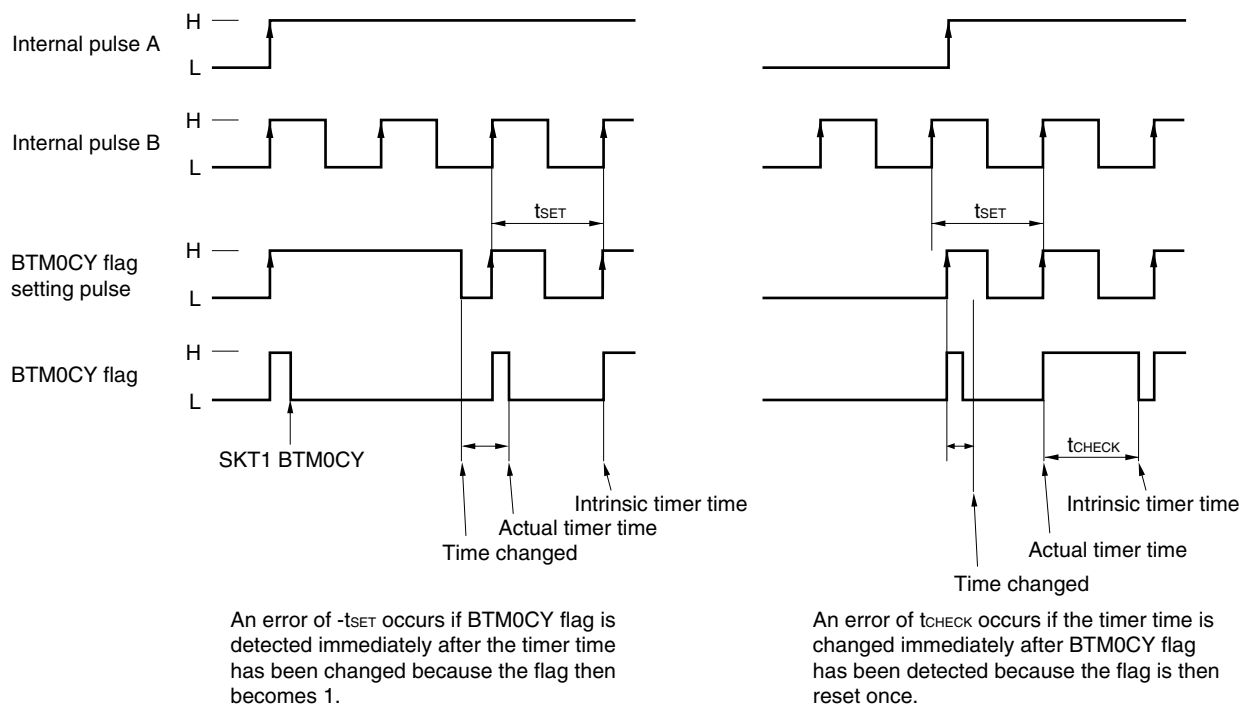 H
Internal pulse A
L
H
Internal pulse B
L
tSET
tSET
H
BTM0CY flag
setting pulse
L
H
BTM0CY flag
L
SKT1 BTM0CY
tCHECK
Intrinsic timer time
Actual timer time
Time changed
Intrinsic timer time
Actual timer time
Time changed
An error of -tSET occurs if BTM0CY flag is
detected immediately after the timer time
has been changed because the flag then
becomes 1.
An error of tCHECK occurs if the timer time is
changed immediately after BTM0CY flag
has been detected because the flag is then
reset once.